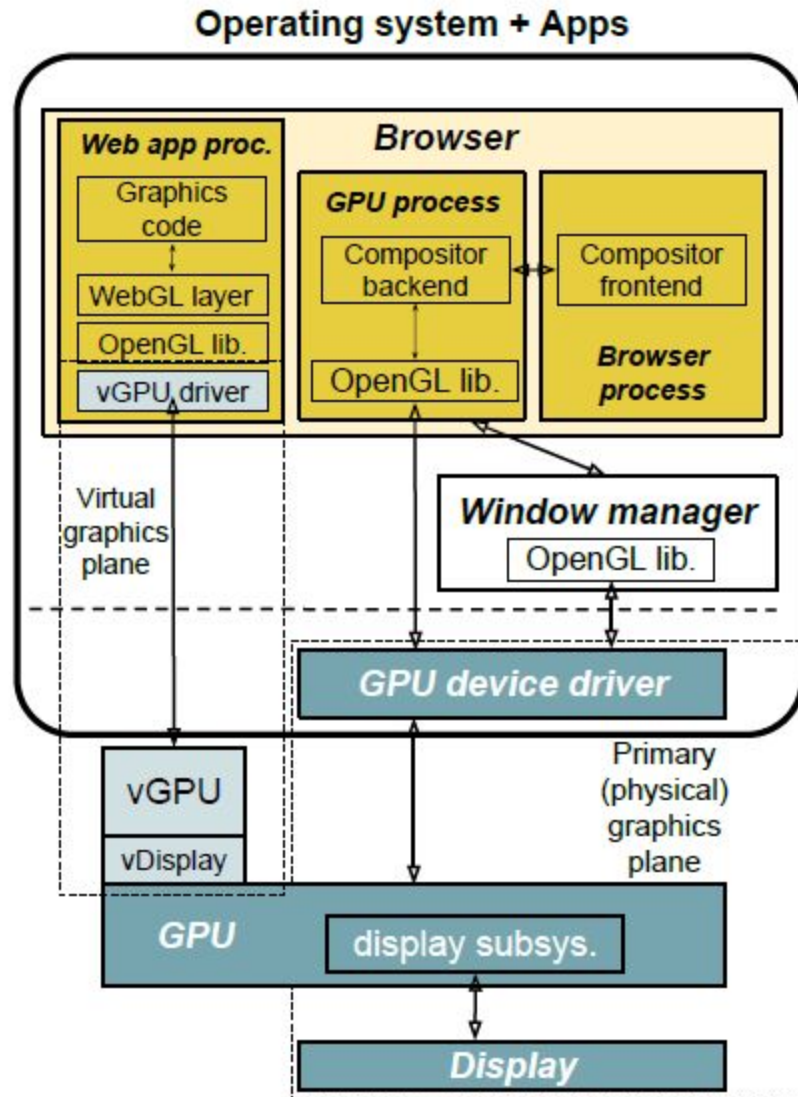 Operating system + Apps
Browser
Web app proc.
Graphics
code
WebGL layer
OpenGL lib.
vGPU driver
GPU process
Compositor
backend
OpenGL lib.
Compositor
frontend
Browser
process
Virtual
graphics
plane
Window manager
OpenGL lib.
GPU device driver
vGPU
vDisplay
Primary
(physical)
graphics
plane
GPU
display subsys.
Display